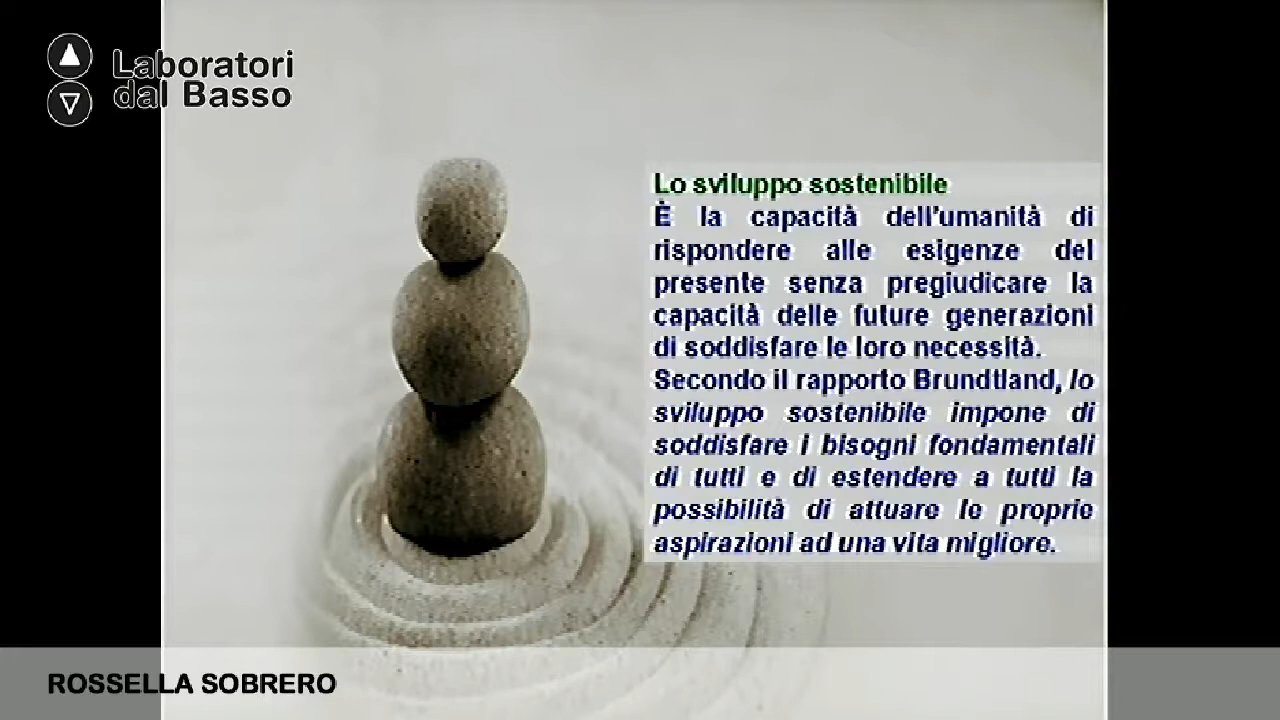 Laboratori
dal Basso
Lo sviluppo sostenibile
È la capacità dell'umanità di
rispondere alle esigenze del
presente senza pregiudicare la
capacità delle future generazioni
di soddisfare le loro necessità.
Secondo il rapporto Brundtland, lo
sviluppo sostenibile impone di
soddisfare i bisogni fondamentali
di tutti e di estendere a tutti la
possibilità di attuare le proprie
aspirazioni ad una vita migliore.
ROSSELLA SOBRERO